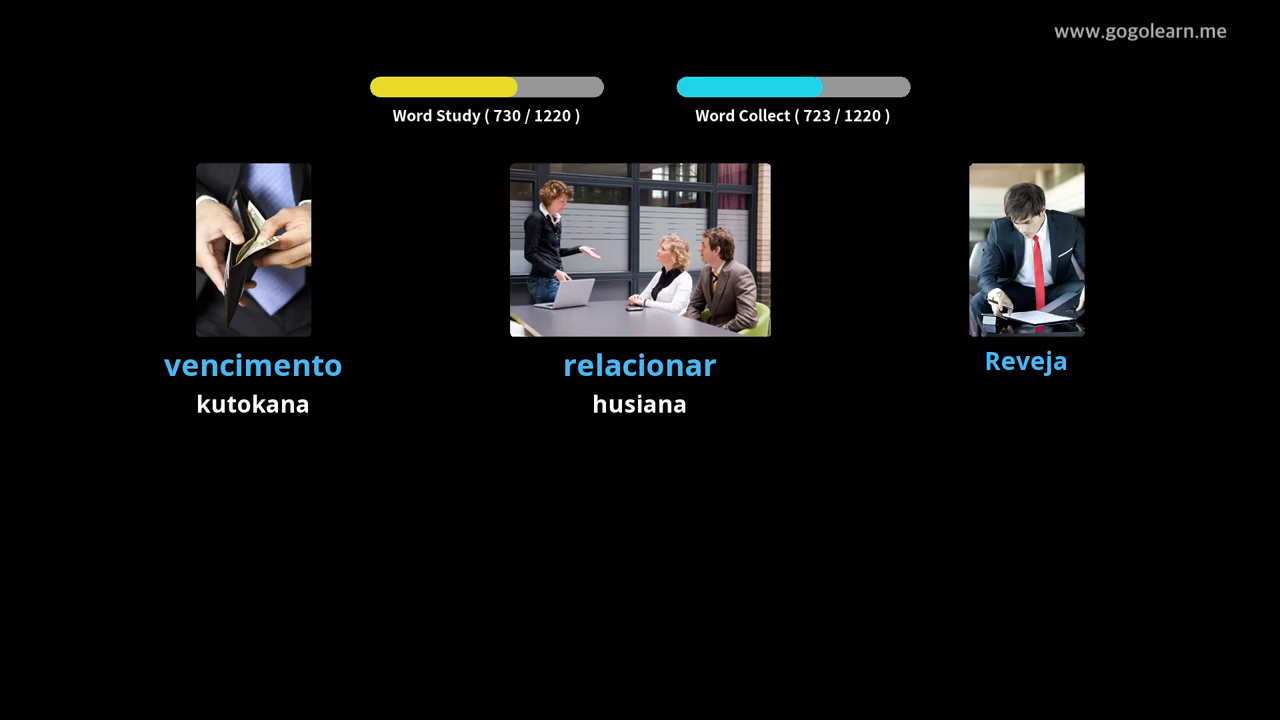 www.gogolearn.me
Word Study ( 730 / 1220 )
Word Collect ( 723 / 1220 )
vencimento
kutokana
relacionar
husiana
Reveja